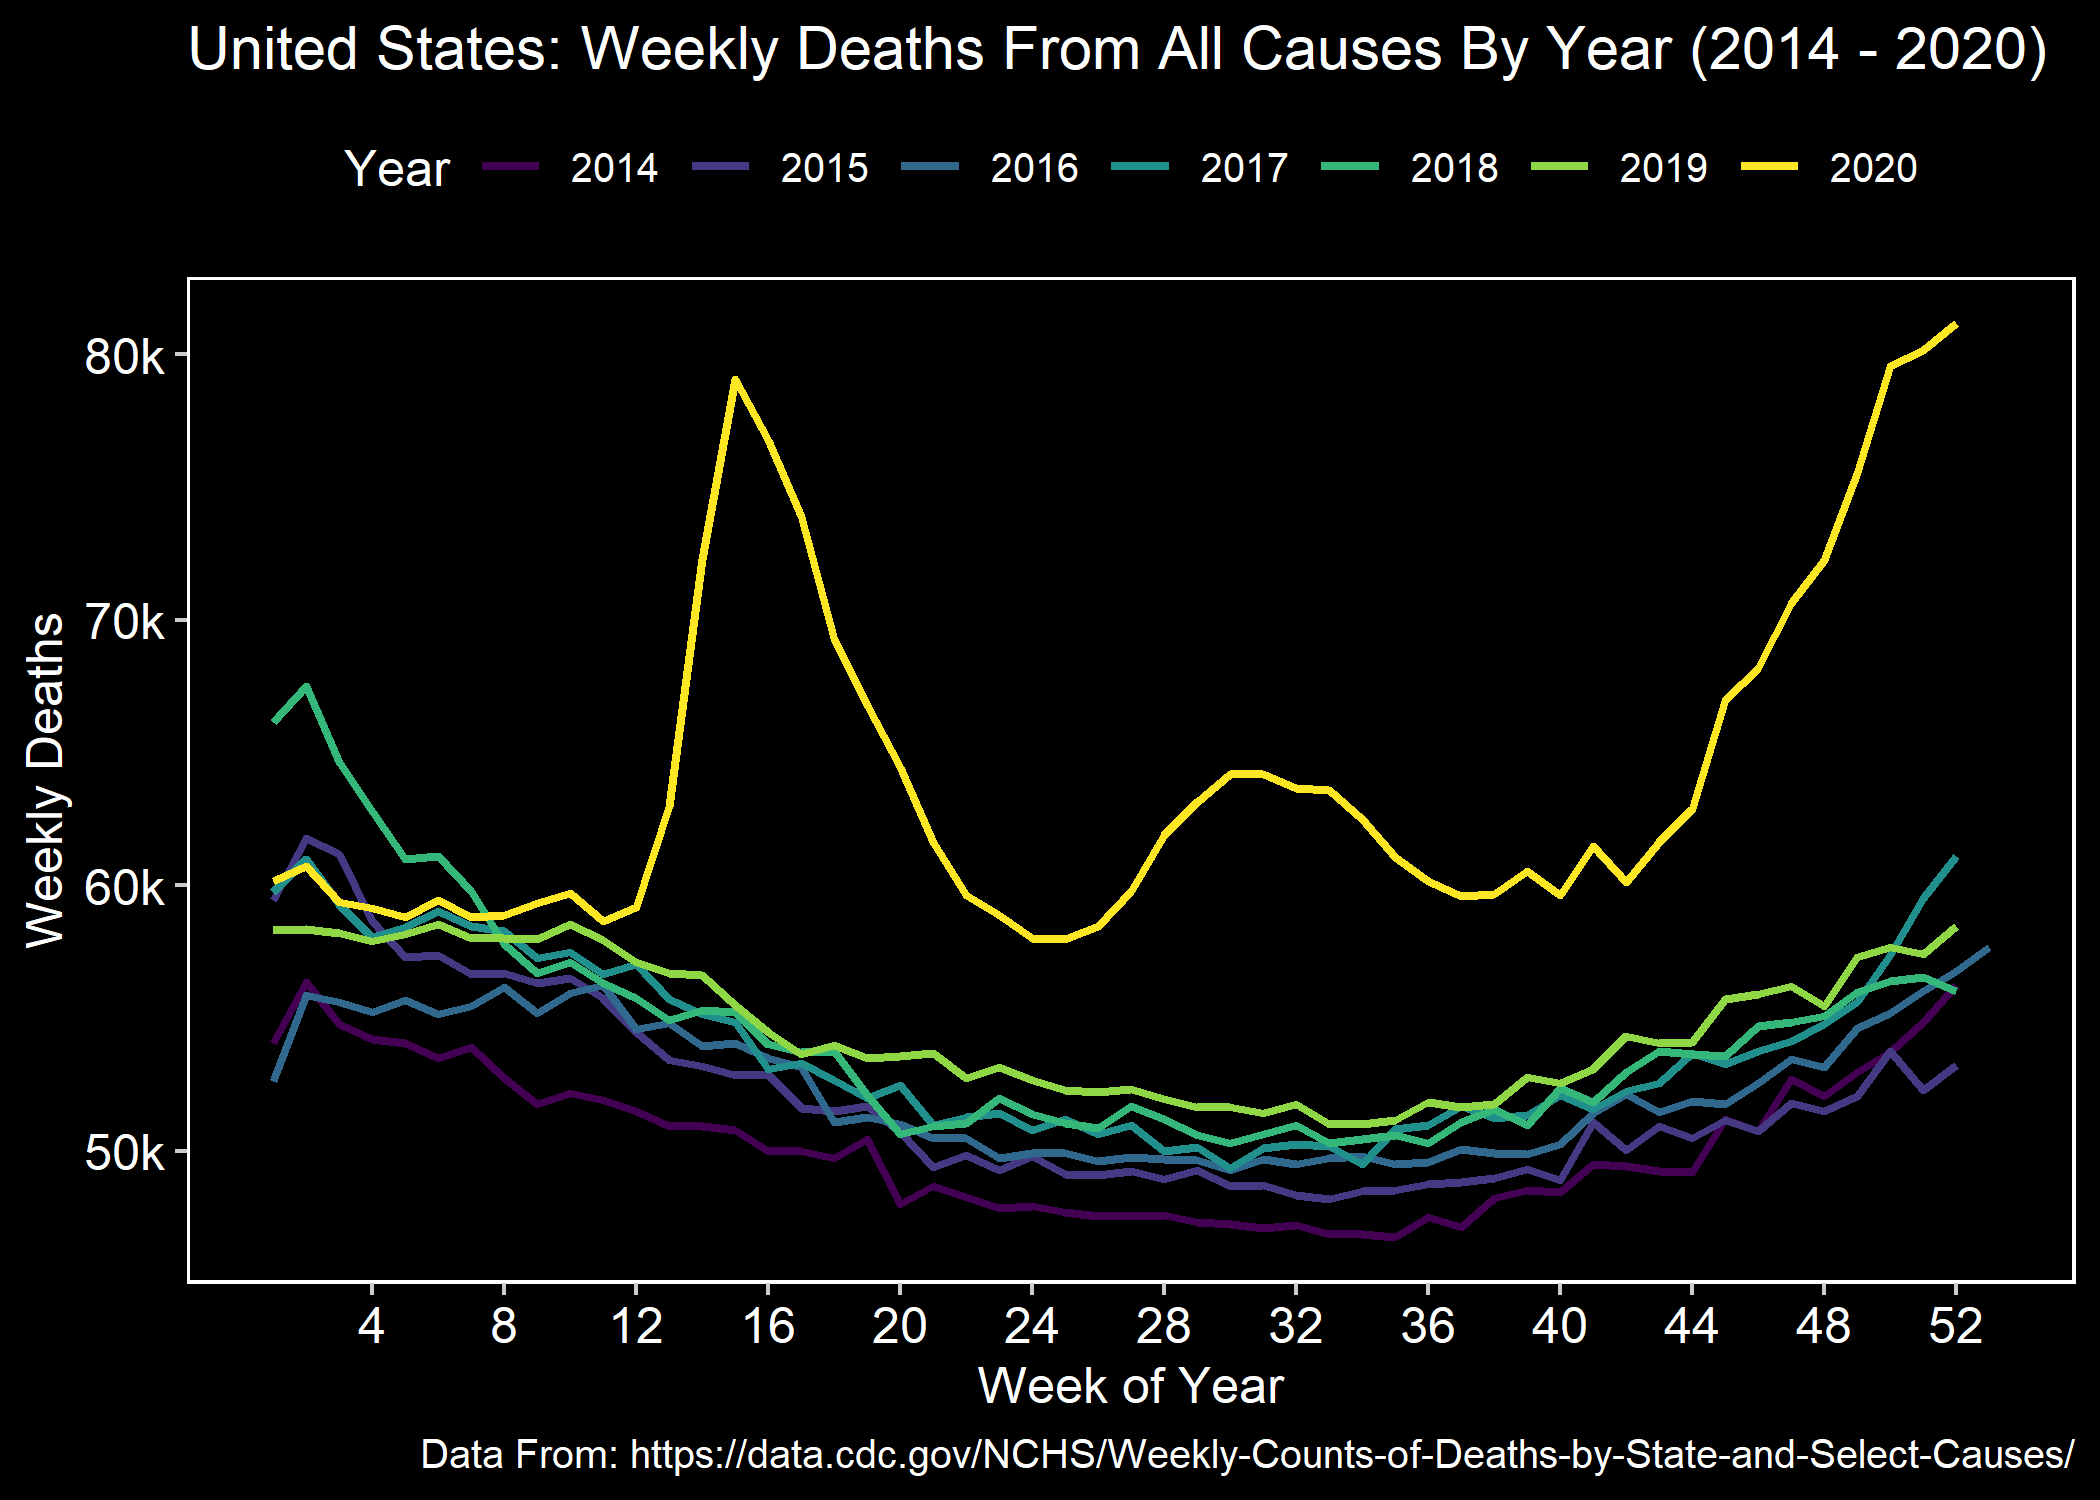 United States: Weekly Deaths From All Causes By Year (2014 - 2020)
Year 2014 2015 2016 2017 2018 2019 2020
80k
70k
60k
50k
Weekly Deaths
4 8 12 16 20 24 28 32 36 40 44 48 52
Week of Year
Data From: https://data.cdc.gov/NCHS/Weekly-Counts-of-Deaths-by-State-and-Select-Causes/